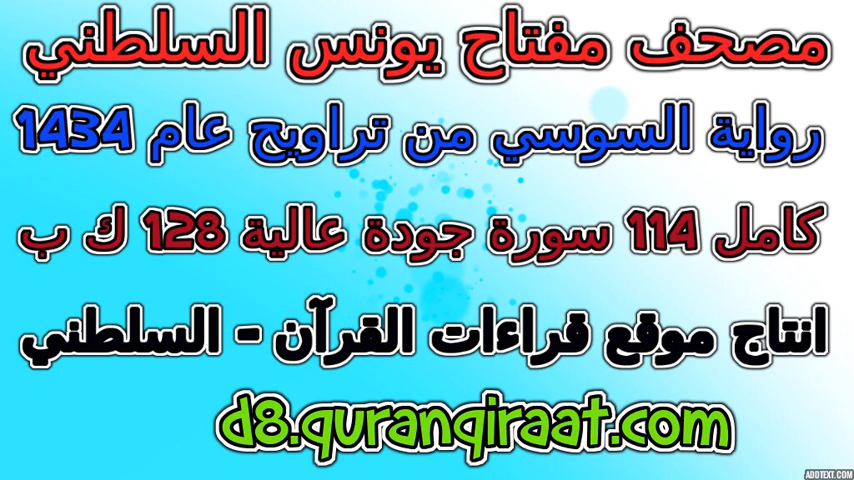 مصحف مفتاح يونس السلطني
رواية السوسي من تراويح عام 1434
كامل 114 سورة جودة عالية 128 ك ب
انتاج موقع قراءات القرآن - السلطني
d8.quranqiraat.com
ADDTEXT.COM